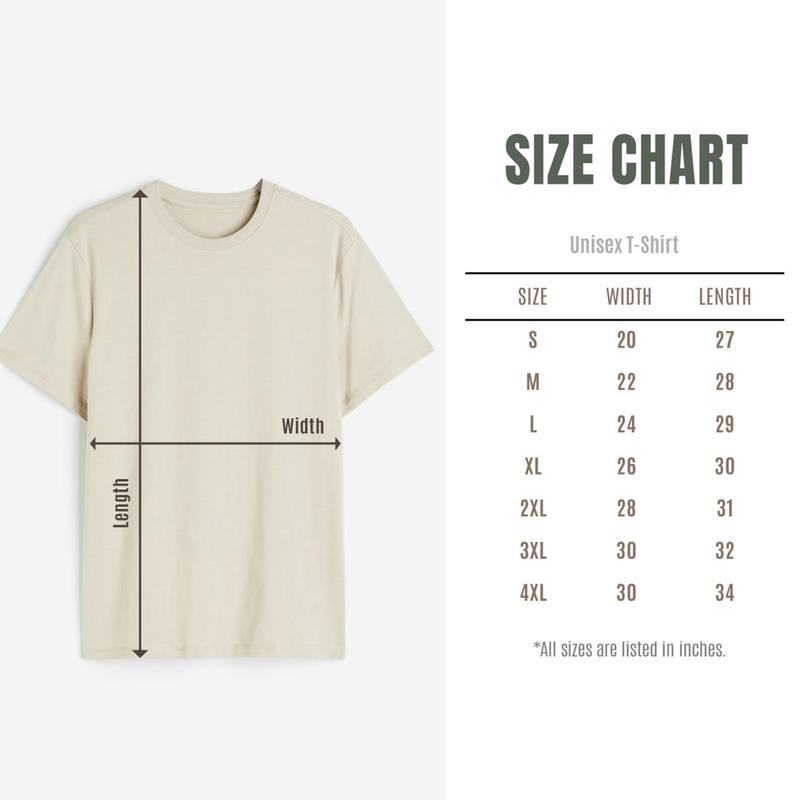 SIZE CHART
Unisex T-Shirt
SIZE WIDTH LENGTH
S 20 27
M 22 28
L 24 29
XL 26 30
2XL 28 31
3XL 30 32
4XL 30 34
*All sizes are listed in inches.
Width
Length